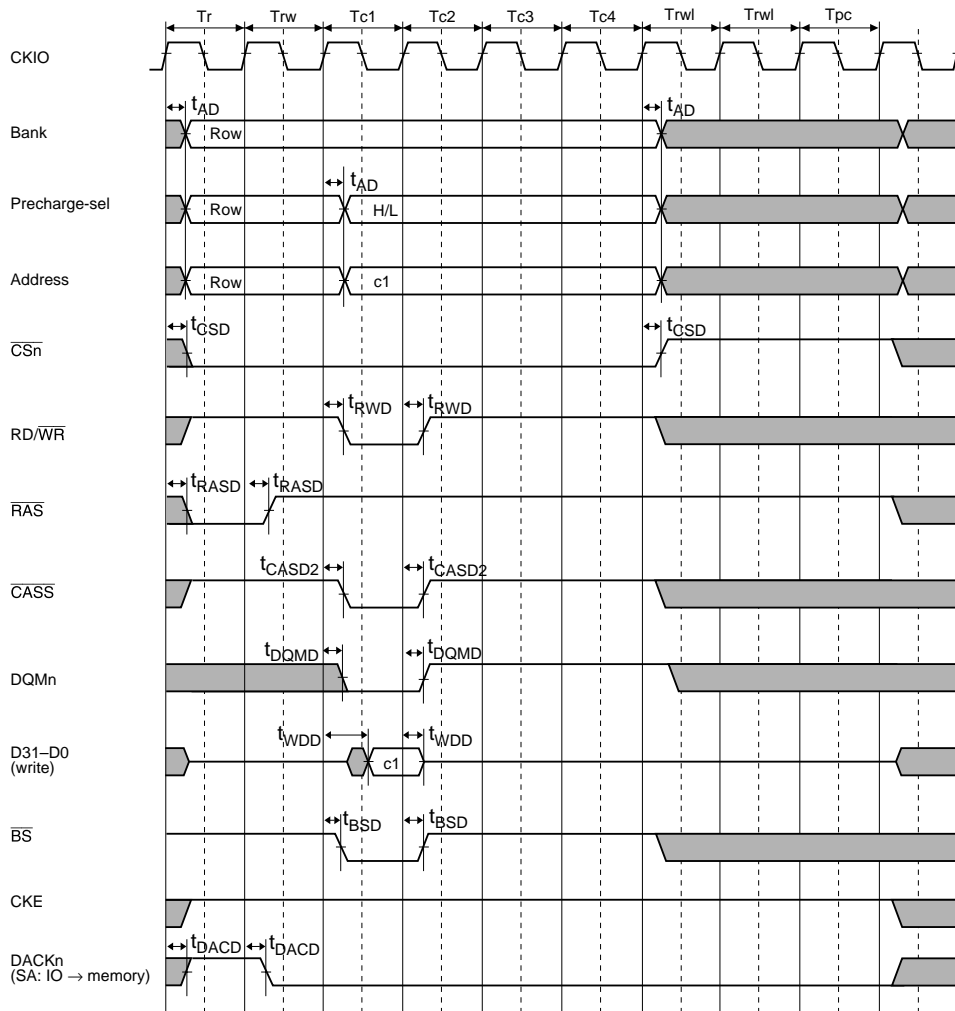 Tr Trw Tc1 Tc2 Tc3 Tc4 Trwl Trwl Tpc
CKIO
tAD tAD
Bank Row
tAD
Precharge-sel Row H/L
Address Row c1
tCSD tCSD
CSn
tRWD tRWD
RD/WR
tRASD tRASD
RAS
tCASD2 tCASD2
CASS
tDQMD tDQMD
DQMn
tWDD tWDD
D31–D0
(write) c1
tBSD tBSD
BS
CKE
tDACD tDACD
DACKn
(SA: IO → memory)